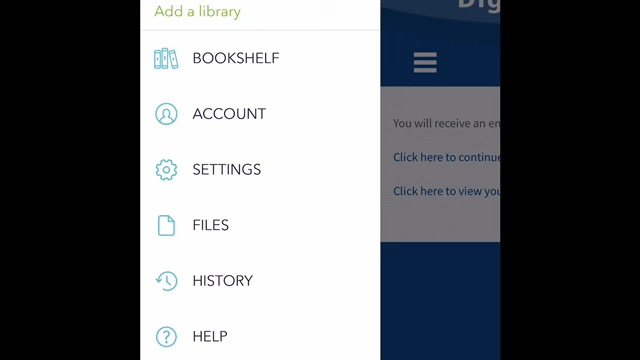 Add a library
BOOKSHELF
ACCOUNT
SETTINGS
FILES
HISTORY
HELP
You will receive an
Click here to continue
Click here to view